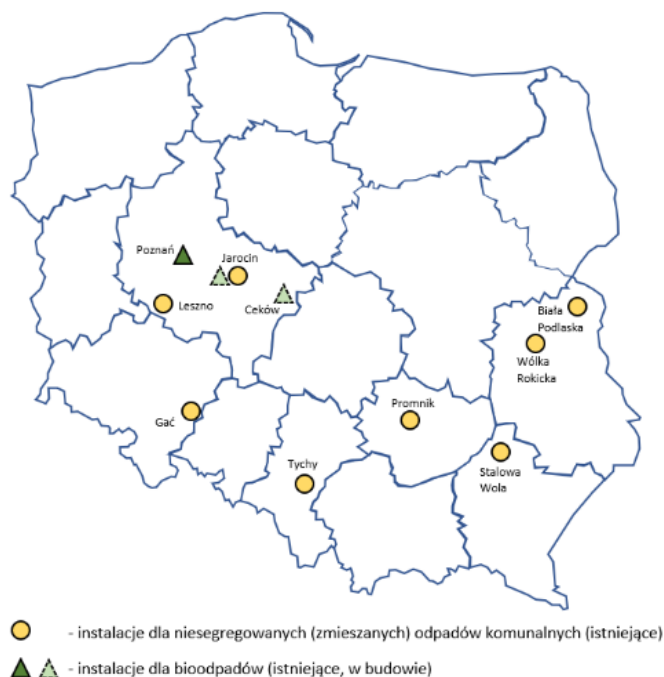 Poznań
Jarocin
Leszno
Ceków
Biała
Podlaska
Wólka
Rokicka
Gać
Promnik
Tychy
Stalowa
Wola
- instalacje dla niesegregowanych (zmieszanych) odpadów komunalnych (istniejące)
- instalacje dla bioodpadów (istniejące, w budowie)